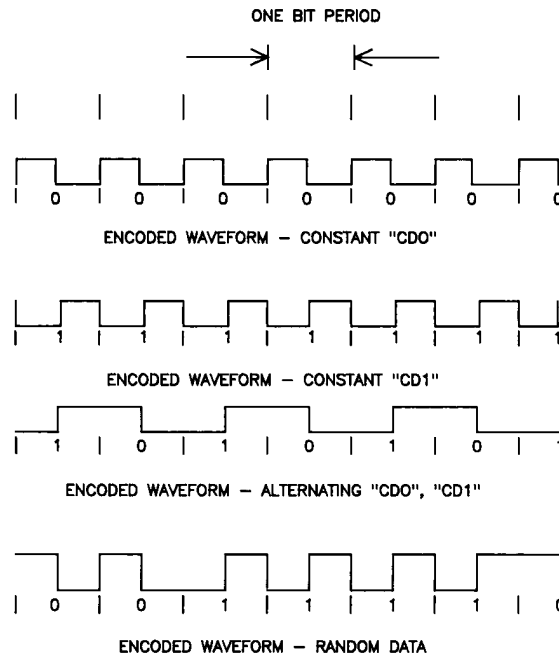 ONE BIT PERIOD
0 0 0 0 0 0 0
ENCODED WAVEFORM – CONSTANT "CD0"
1 1 1 1 1 1 1
ENCODED WAVEFORM – CONSTANT "CD1"
1 0 1 0 1 0 1
ENCODED WAVEFORM – ALTERNATING "CD0", "CD1"
0 0 1 1 1 1 0
ENCODED WAVEFORM – RANDOM DATA